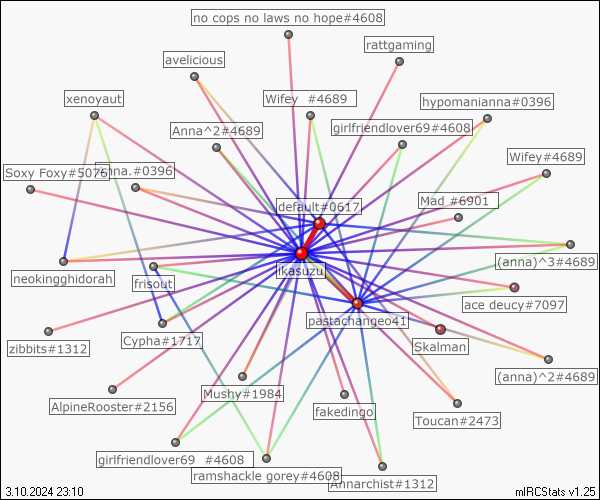 no cops no laws no hope#4608
rattgaming
avelicious
xenoyaut
Wifey #4689
hypomanianna#0396
Anna^2#4689
girlfriendlover69#4608
Wifey#4689
Soxy Foxy#5076
Anna.#0396
default#0617
Mad #6901
likasuzu
(anna)^3#4689
neokingghidorah
frisout
ace deucy#7097
pastachangeo41
zibbits#1312
Cypha#1717
Skalman
(anna)^2#4689
Mushy#1984
AlpineRooster#2156
fakedingo
Toucan#2473
girlfriendlover69 #4608
ramshackle gorey#4608
Annarchist#1312
3.10.2024 23:10
mIRCStats v1.25